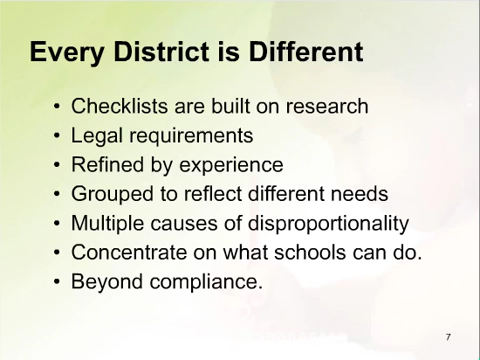 Every District is Different
• Checklists are built on research
• Legal requirements
• Refined by experience
• Grouped to reflect different needs
• Multiple causes of disproportionality
• Concentrate on what schools can do.
• Beyond compliance.
7